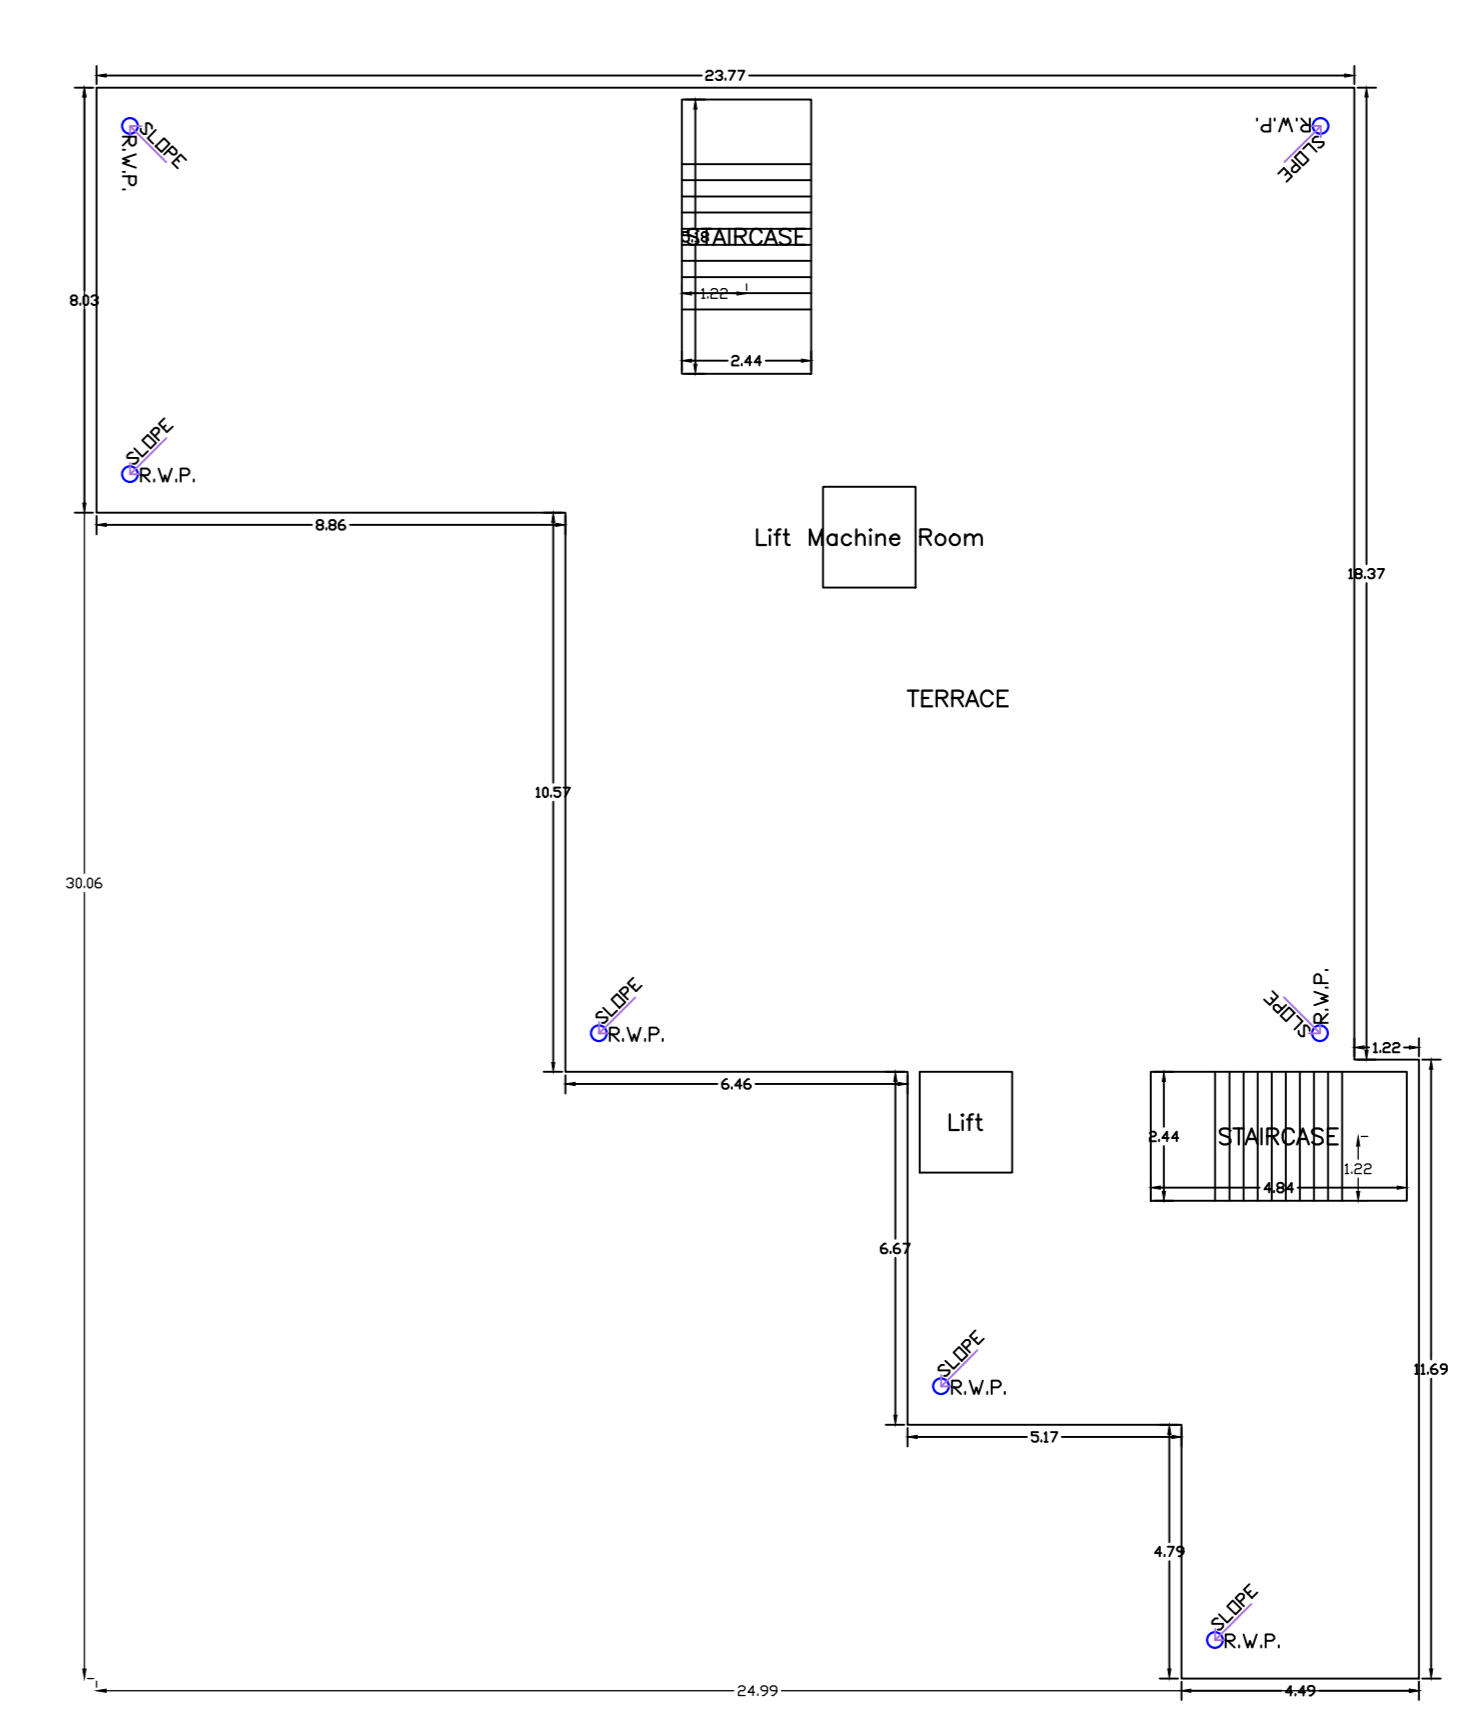 23.77
SLOPE
R.W.P.
R.W.P.
SLOPE
STAIRCASE
5.18
1.22
8.03
2.44
SLOPE
R.W.P.
8.86
Lift Machine Room
18.37
TERRACE
10.57
30.06
SLOPE
R.W.P.
R.W.P.
SLOPE
1.22
6.46
Lift
2.44
STAIRCASE
1.22
4.84
6.67
SLOPE
R.W.P.
11.69
5.17
4.79
SLOPE
R.W.P.
24.99
4.49